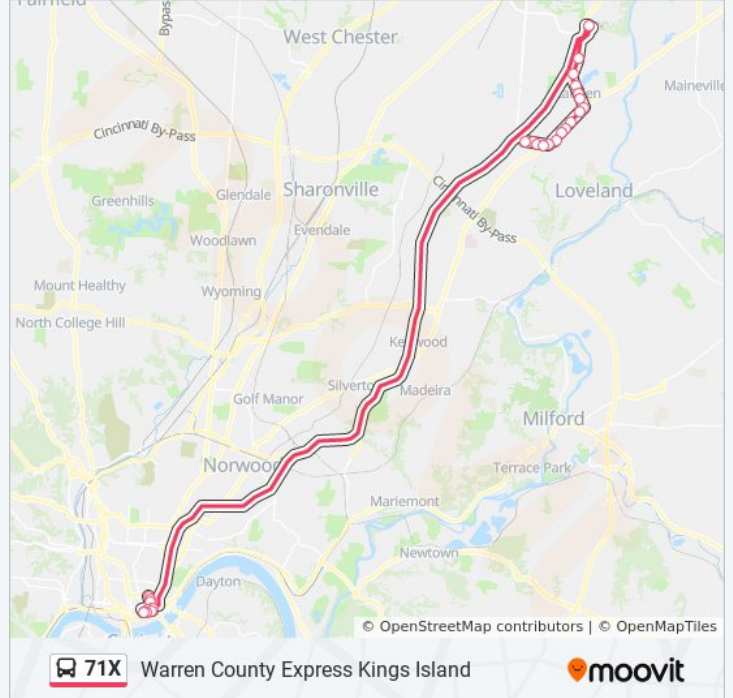 Fairfield
Bypas
West Chester
Maineville
Cincinnati By-Pass
Sharonville
Cincinnati By-Pass
Loveland
Glendale
Greenhills
Evendale
Woodlawn
Mount Healthy
Wyoming
North College Hill
Kenwood
Silverto
Madeira
Golf Manor
Milford
Norwood
Terrace Park
Mariemont
Newtown
Dayton
© OpenStreetMap contributors | © OpenMapTiles
71X Warren County Express Kings Island
moovit